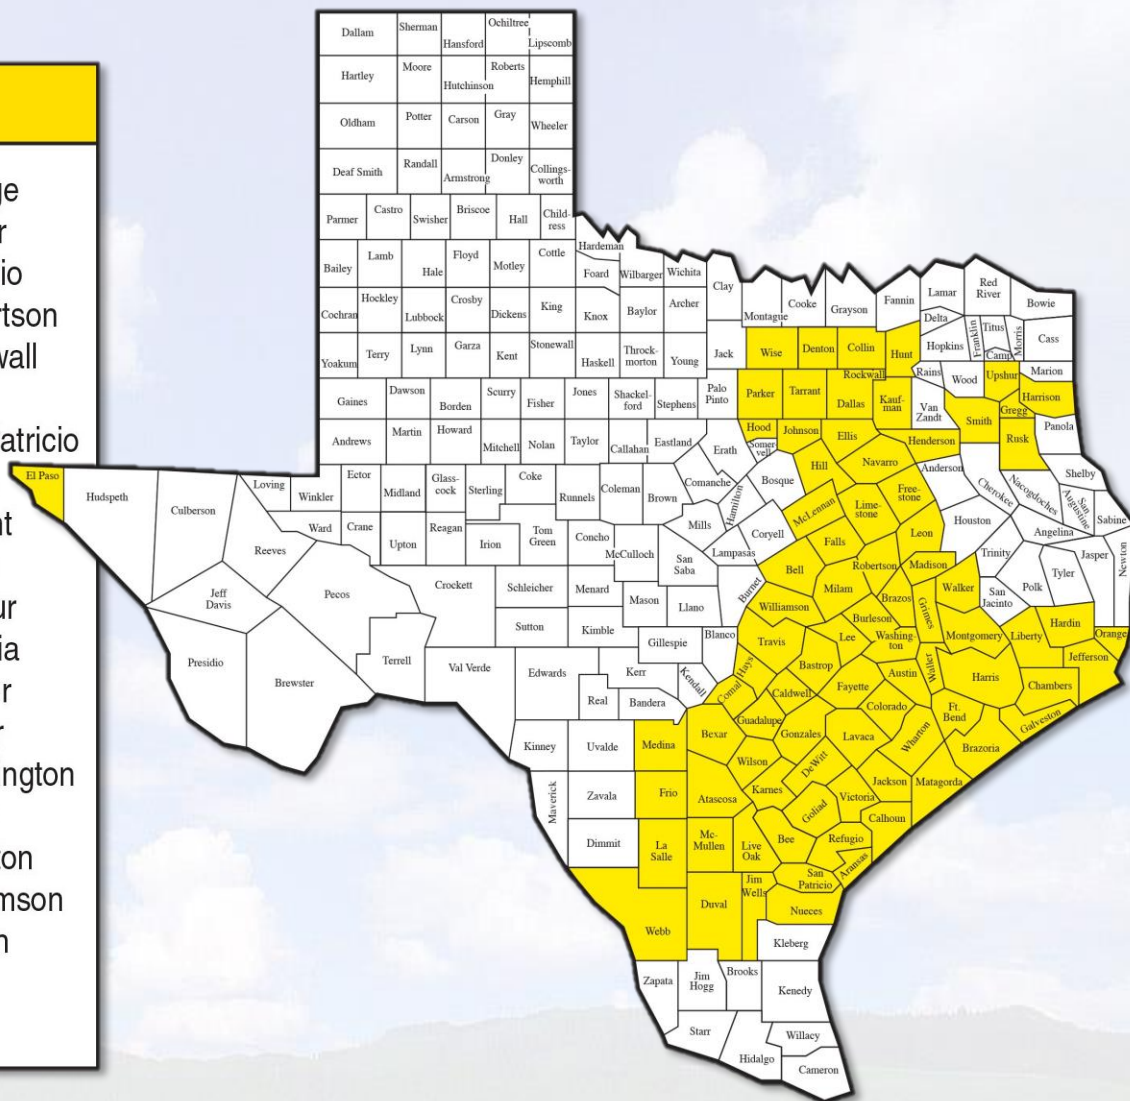 ge
r
io
rtson
wall
atricio
nt
ur
ia
r
r
ington
ton
mson
n
Dallam
Sherman
Hansford
Ochiltree
Lipscomb
Hartley
Moore
Hutchinson
Roberts
Hemphill
Oldham
Potter
Carson
Gray
Wheeler
Deaf Smith
Randall
Armstrong
Donley
Collings-
worth
Parmer
Castro
Swisher
Briscoe
Hall
Child-
ress
Bailey
Lamb
Hale
Floyd
Motley
Cottle
Hardeman
Foard
Wilbarger
Wichita
Clay
Montague
Cooke
Grayson
Fannin
Lamar
Red
River
Bowie
Cochran
Hockley
Lubbock
Crosby
Dickens
King
Knox
Baylor
Archer
Delta
Hopkins
Franklin
Titus
Camp
Morris
Cass
Yoakum
Terry
Lynn
Garza
Kent
Stonewall
Haskell
Throck-
morton
Young
Jack
Wise
Denton
Collin
Hunt
Rains
Wood
Upshur
Marion
Gaines
Dawson
Borden
Scurry
Fisher
Jones
Shackel-
ford
Stephens
Palo
Pinto
Parker
Tarrant
Rockwall
Dallas
Kauf-
man
Van
Zandt
Smith
Gregg
Harrison
Andrews
Martin
Howard
Mitchell
Nolan
Taylor
Callahan
Eastland
Erath
Hood
Somer-
vell
Johnson
Ellis
Henderson
Rusk
Panola
El Paso
Hudspeth
Culberson
Loving
Winkler
Ector
Midland
Glass-
cock
Sterling
Coke
Runnels
Coleman
Brown
Comanche
Hamilton
Bosque
Hill
Navarro
Anderson
Cherokee
Nacogdoches
Shelby
San
Augustine
Sabine
Reeves
Ward
Crane
Upton
Reagan
Irion
Tom
Green
Concho
McCulloch
Mills
San
Saba
Lampasas
Coryell
McLennan
Lime-
stone
Free-
stone
Falls
Leon
Houston
Angelina
Trinity
Jasper
Newton
Jeff
Davis
Pecos
Crockett
Schleicher
Menard
Mason
Llano
Burnet
Bell
Milam
Robertson
Madison
Walker
San
Jacinto
Polk
Tyler
Presidio
Brewster
Terrell
Val Verde
Sutton
Kimble
Gillespie
Blanco
Williamson
Travis
Lee
Burleson
Brazos
Grimes
Washing-
ton
Montgomery
Liberty
Hardin
Orange
Jefferson
Edwards
Kerr
Real
Bandera
Kendall
Comal
Hays
Bastrop
Caldwell
Fayette
Austin
Waller
Harris
Chambers
Galveston
Kinney
Uvalde
Medina
Bexar
Guadalupe
Gonzales
Lavaca
Colorado
Wharton
Ft.
Bend
Brazoria
Maverick
Zavala
Frio
Atascosa
Wilson
Karnes
DeWitt
Goliad
Victoria
Jackson
Matagorda
Calhoun
Dimmit
La
Salle
Mc-
Mullen
Live
Oak
Bee
Refugio
Aransas
San
Patricio
Webb
Duval
Jim
Wells
Nueces
Kleberg
Zapata
Jim
Hogg
Brooks
Kenedy
Starr
Hidalgo
Willacy
Cameron